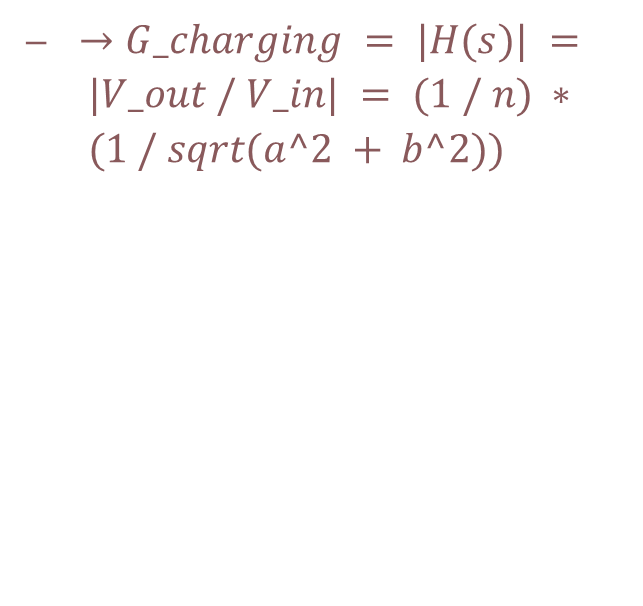 – → G_charging = |H(s)| =
|V_out / V_in| = (1 / n) *
(1 / sqrt(a^2 + b^2))